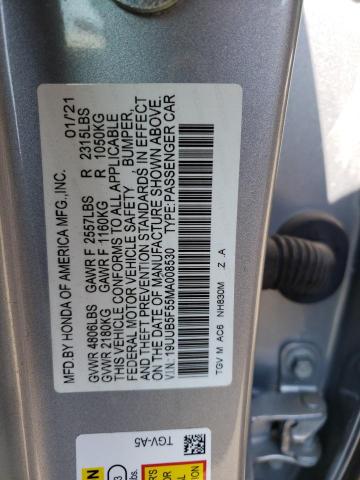 MFD.BY HONDA OF AMERICA MFG.,INC. 01/'21
GVWR 4806LBS GAWR F 2557LBS R 2315LBS
GVWR 2180KG GAWR F 1160KG R 1050KG
THIS VEHICLE CONFORMS TO ALL APPLICABLE
FEDERAL MOTOR VEHICLE SAFETY, BUMPER,
AND THEFT PREVENTION STANDARDS IN EFFECT
ON THE DATE OF MANUFACTURE SHOWN ABOVE.
V.I.N.: 19UUB5F55MA008530 TYPE:PASSENGER CAR
TGV M AC6 NH830M Z A
TGV-A5